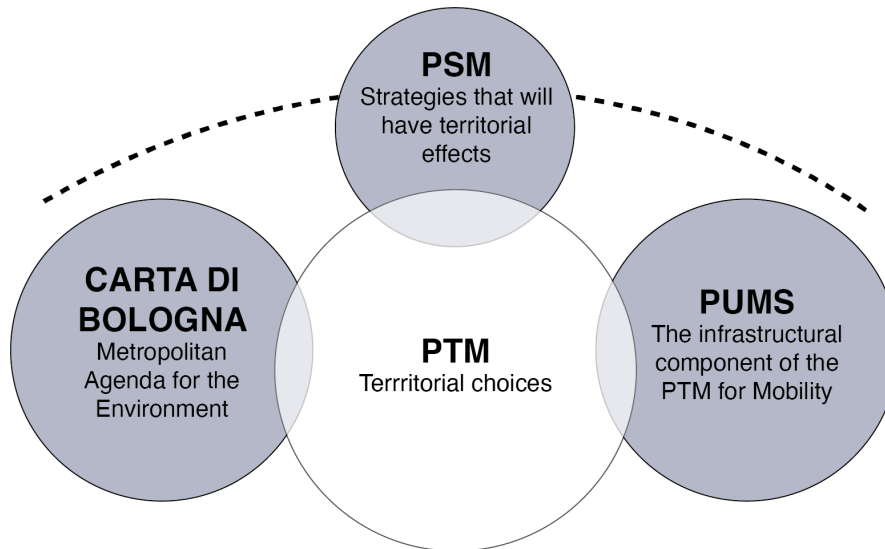 PSM
Strategies that will
have territorial
effects
CARTA DI
BOLOGNA
Metropolitan
Agenda for the
Environment
PTM
Terrritorial choices
PUMS
The infrastructural
component of the
PTM for Mobility